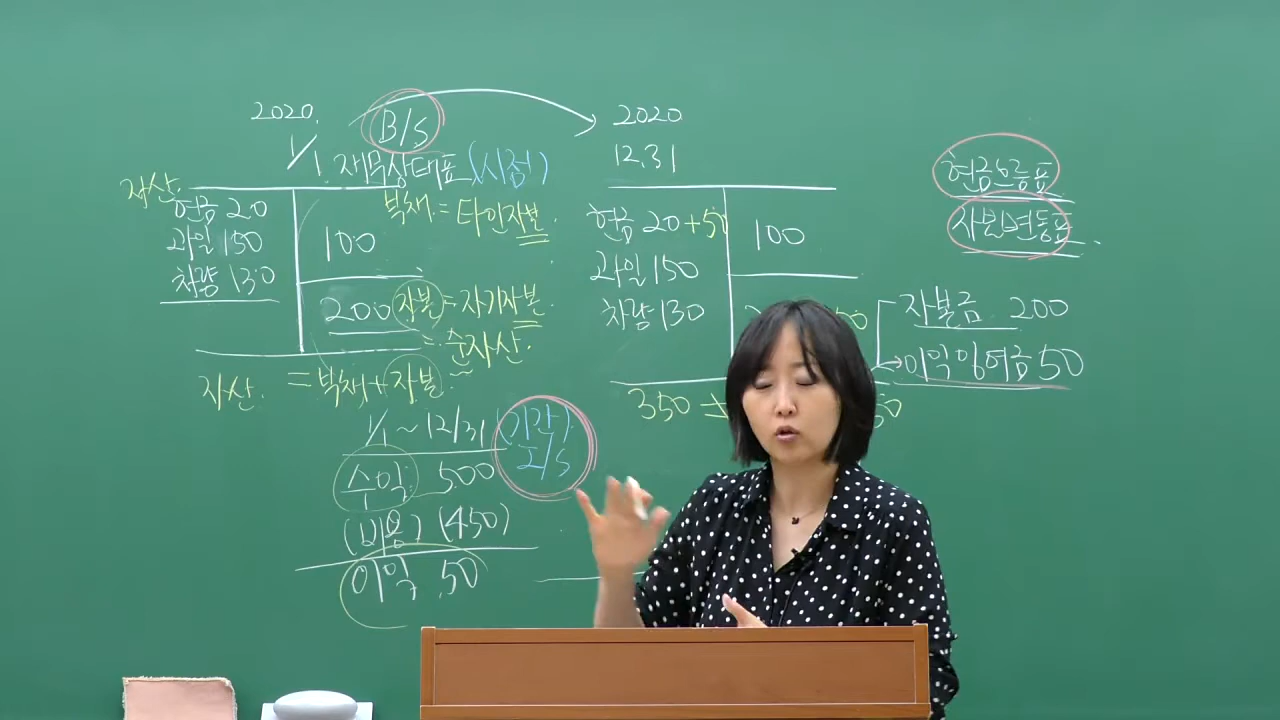 2020.
1/1.
B/S
재무상태표 (시점)
자산
현금 20
과일 150
차량 130
부채 = 타인자본.
100
200 자본 = 자기자본.
= 순자산.
자산. = 부채 + 자본.
1/1 ~ 12/31 (기간)
I/S
수익 500
(비용) (450)
이익 50
2020
12.31
현금 20 +50
과일 150
차량 130
100
350
현금흐름표
자본변동표
자본금 200
이익잉여금 50